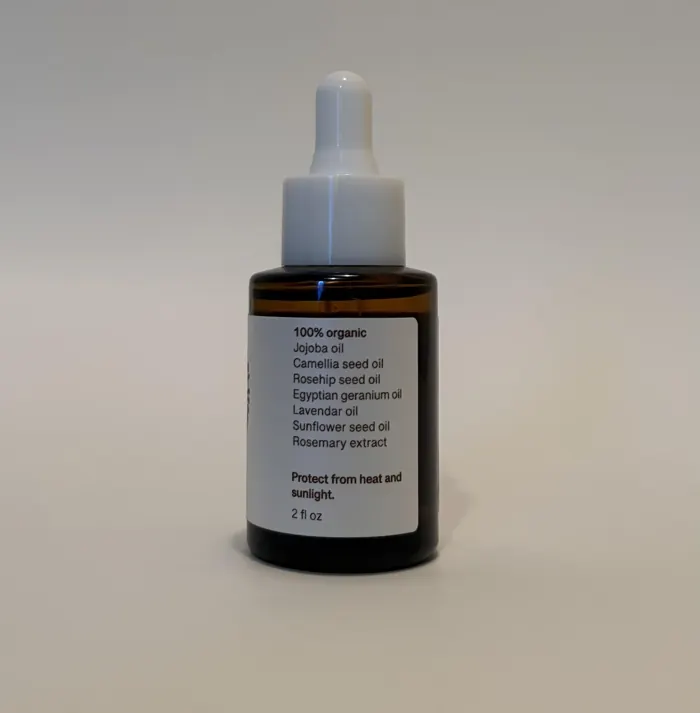 100% organic
Jojoba oil
Camellia seed oil
Rosehip seed oil
Egyptian geranium oil
Lavendar oil
Sunflower seed oil
Rosemary extract
Protect from heat and
sunlight.
2 fl oz